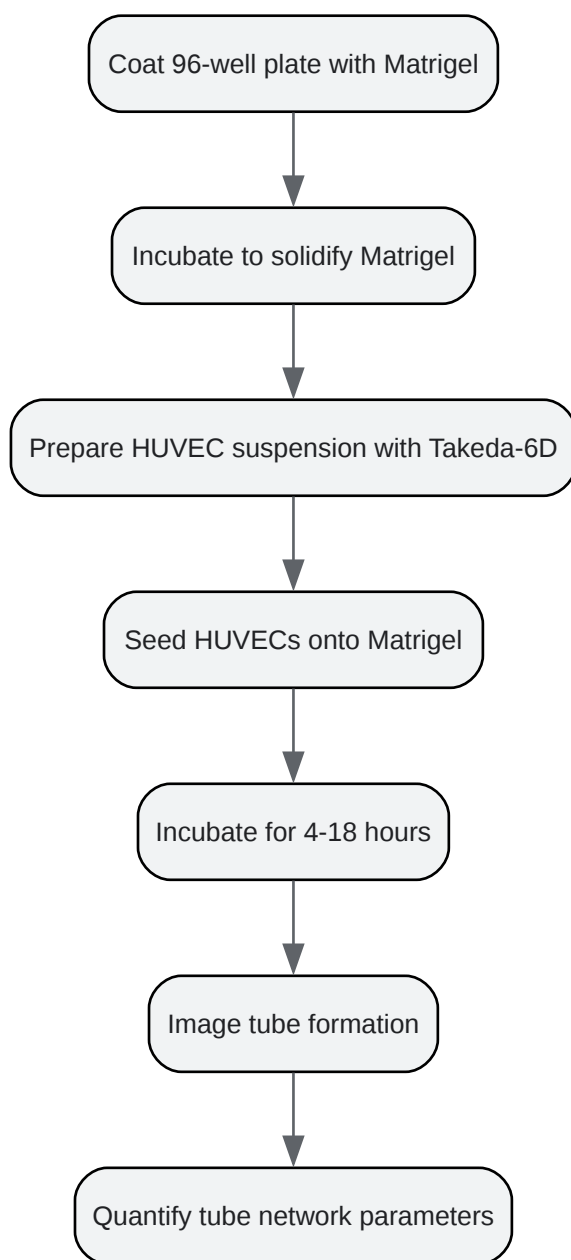 Coat 96-well plate with Matrigel
Incubate to solidify Matrigel
Prepare HUVEC suspension with Takeda-6D
Seed HUVECs onto Matrigel
Incubate for 4-18 hours
Image tube formation
Quantify tube network parameters